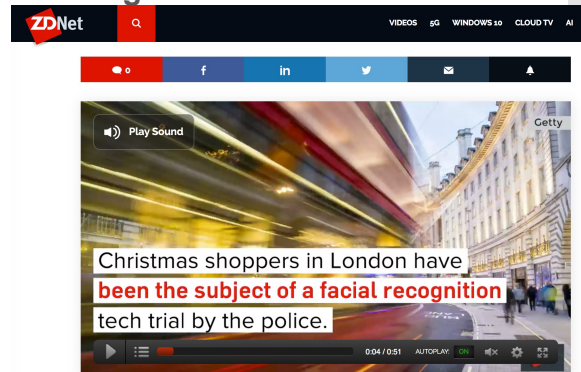 ZDNet
VIDEOS 5G WINDOWS 10 CLOUD TV AI
0
f in
Play Sound
Getty
Christmas shoppers in London have
been the subject of a facial recognition
tech trial by the police.
0:04 / 0:51 AUTOPLAY: ON